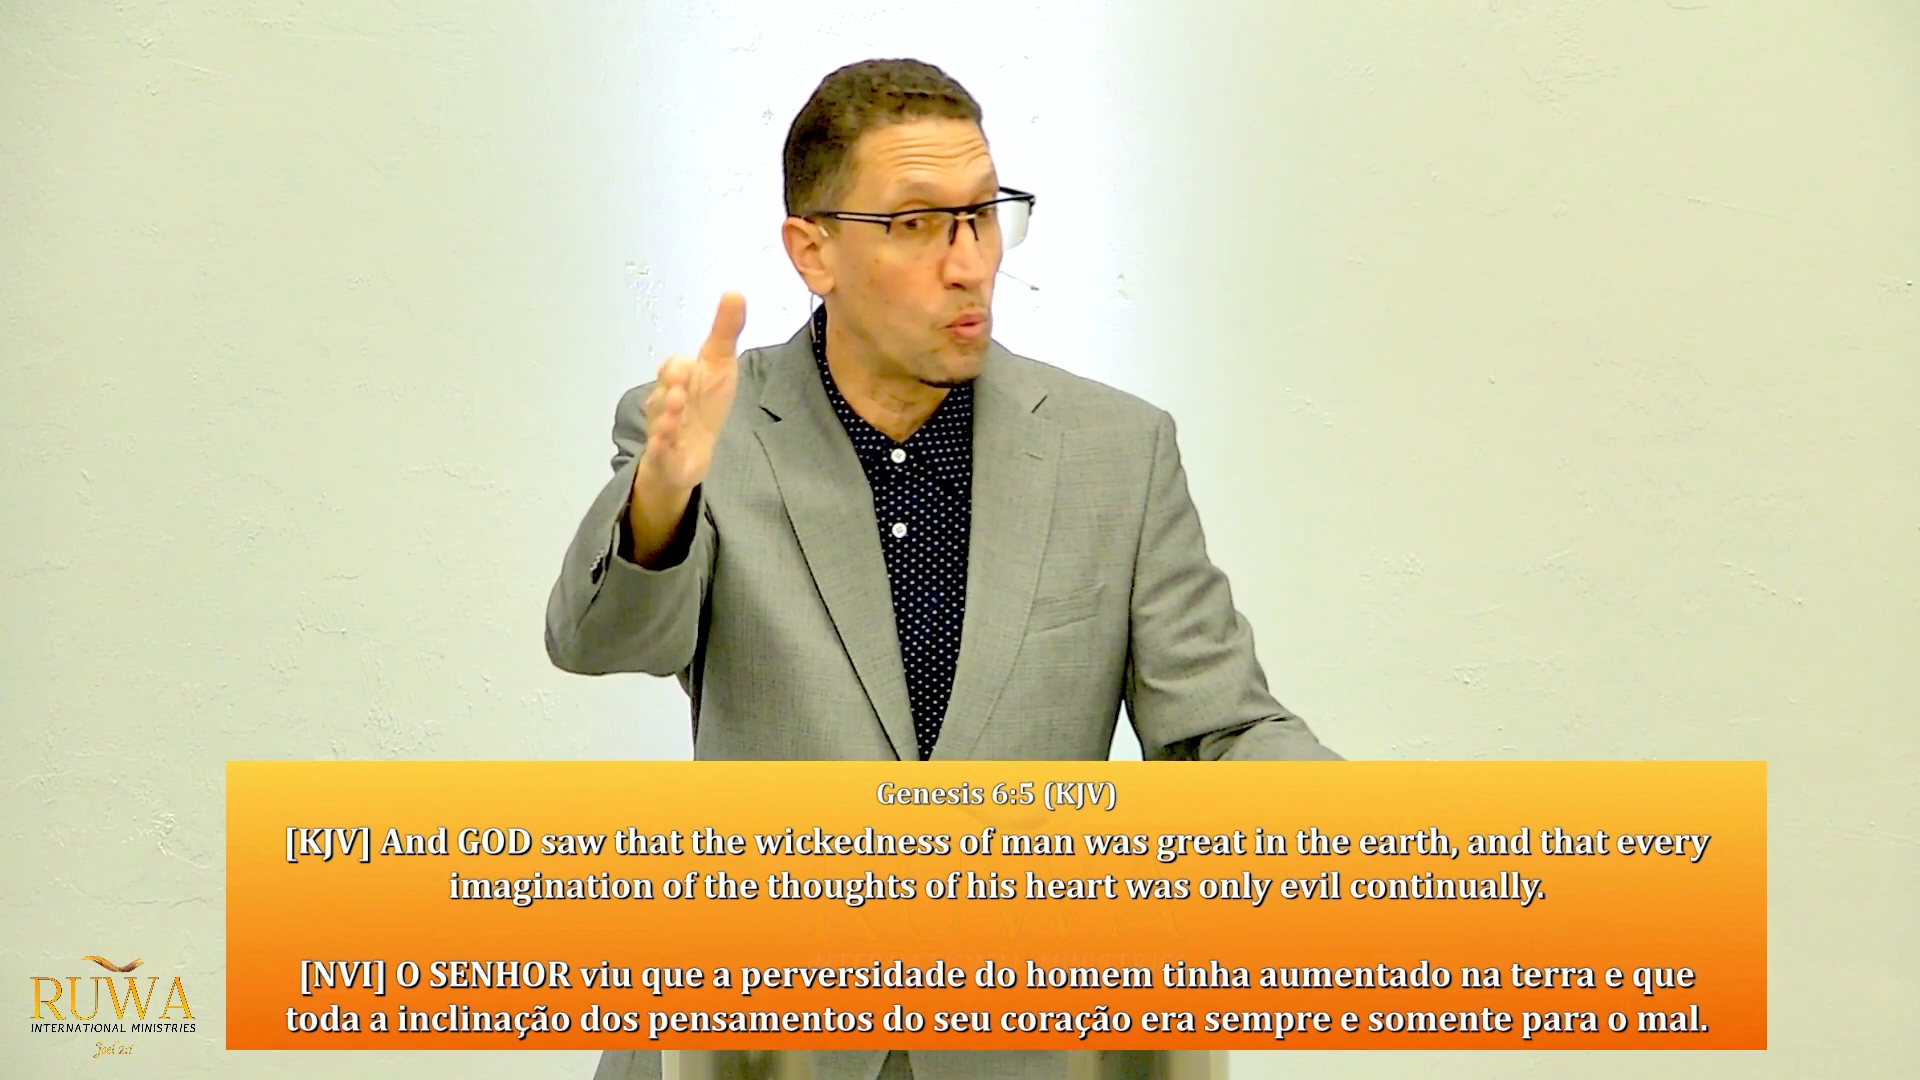 Genesis 6:5 (KJV)
[KJV] And GOD saw that the wickedness of man was great in the earth, and that every
imagination of the thoughts of his heart was only evil continually.
[NVI] O SENHOR viu que a perversidade do homem tinha aumentado na terra e que
toda a inclinação dos pensamentos do seu coração era sempre e somente para o mal.
RUWA
INTERNATIONAL MINISTRIES